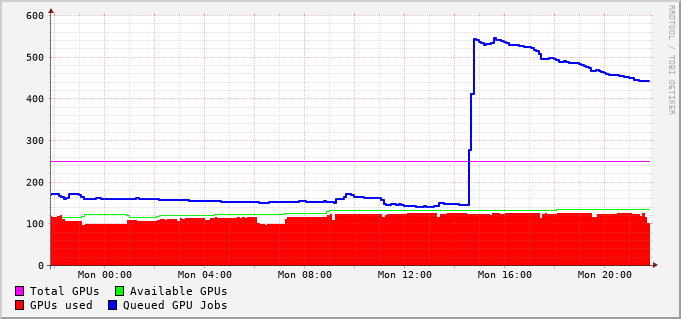 RRDTOOL / TOBI OETIKER
600
500
400
300
200
100
0
Mon 00:00 Mon 04:00 Mon 08:00 Mon 12:00 Mon 16:00 Mon 20:00
Total GPUs Available GPUs
GPUs used Queued GPU Jobs